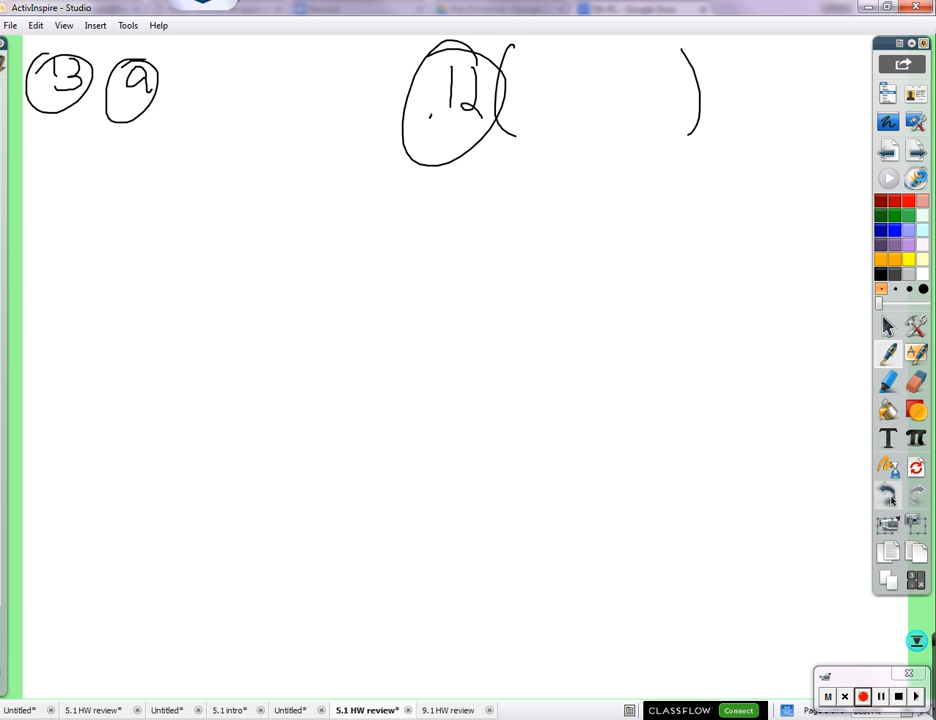 ActivInspire - Studio
File Edit View Insert Tools Help
13 a .12 ( )
Untitled* 5.1 HW review* Untitled* 5.1 intro* Untitled* 5.1 HW review* 9.1 HW review CLASSFLOW Connect